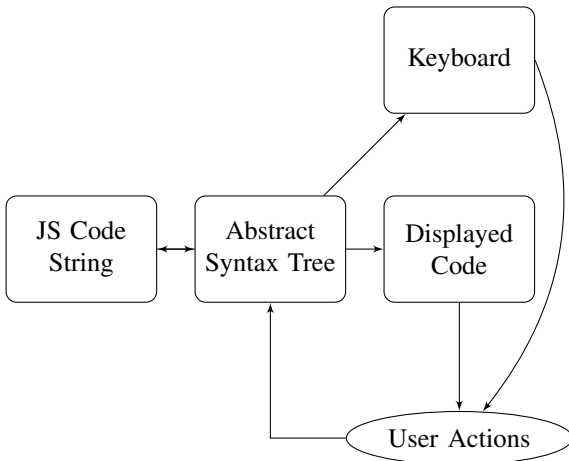 Keyboard
JS Code
String
Abstract
Syntax Tree
Displayed
Code
User Actions